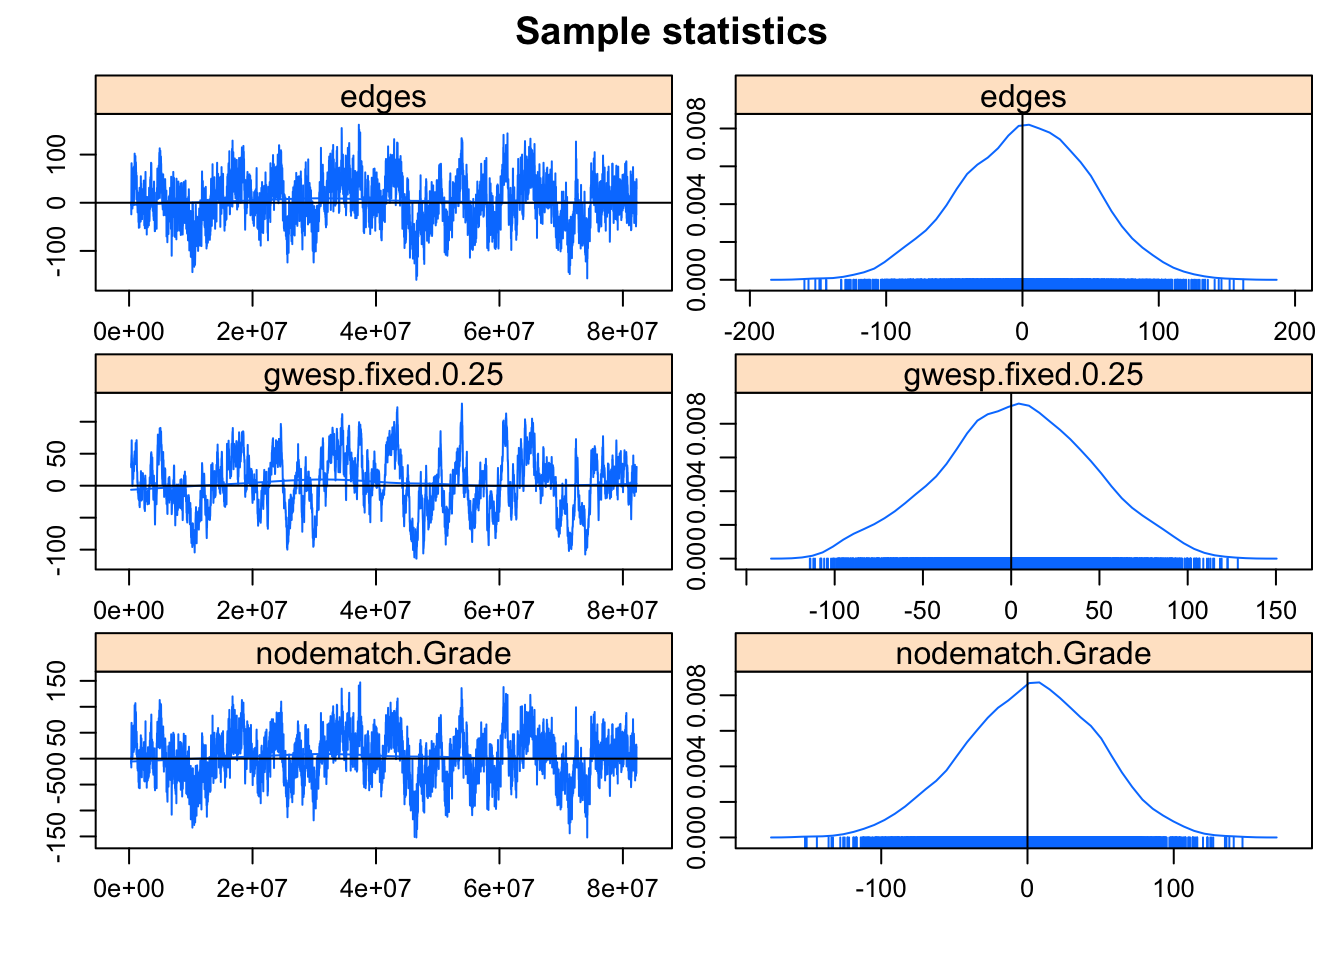 Sample statistics
edges
edges
100
0
-100
0.008
0.004
0.000
0e+00 2e+07 4e+07 6e+07 8e+07
-200 -100 0 100 200
gwesp.fixed.0.25
gwesp.fixed.0.25
50
0
-100
0.008
0.004
0.000
0e+00 2e+07 4e+07 6e+07 8e+07
-100 -50 0 50 100 150
nodematch.Grade
nodematch.Grade
150
50
0
-50
-150
0.008
0.004
0.000
0e+00 2e+07 4e+07 6e+07 8e+07
-100 0 100